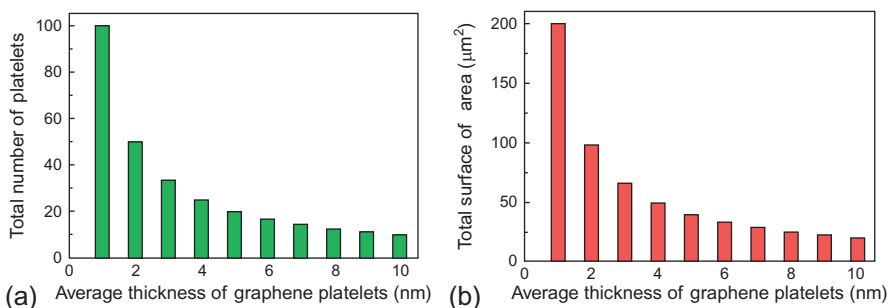 100
80
60
40
20
0
Total number of platelets
0 2 4 6 8 10
Average thickness of graphene platelets (nm)
(a)
200
150
100
50
0
Total surface of area (μm²)
0 2 4 6 8 10
Average thickness of graphene platelets (nm)
(b)